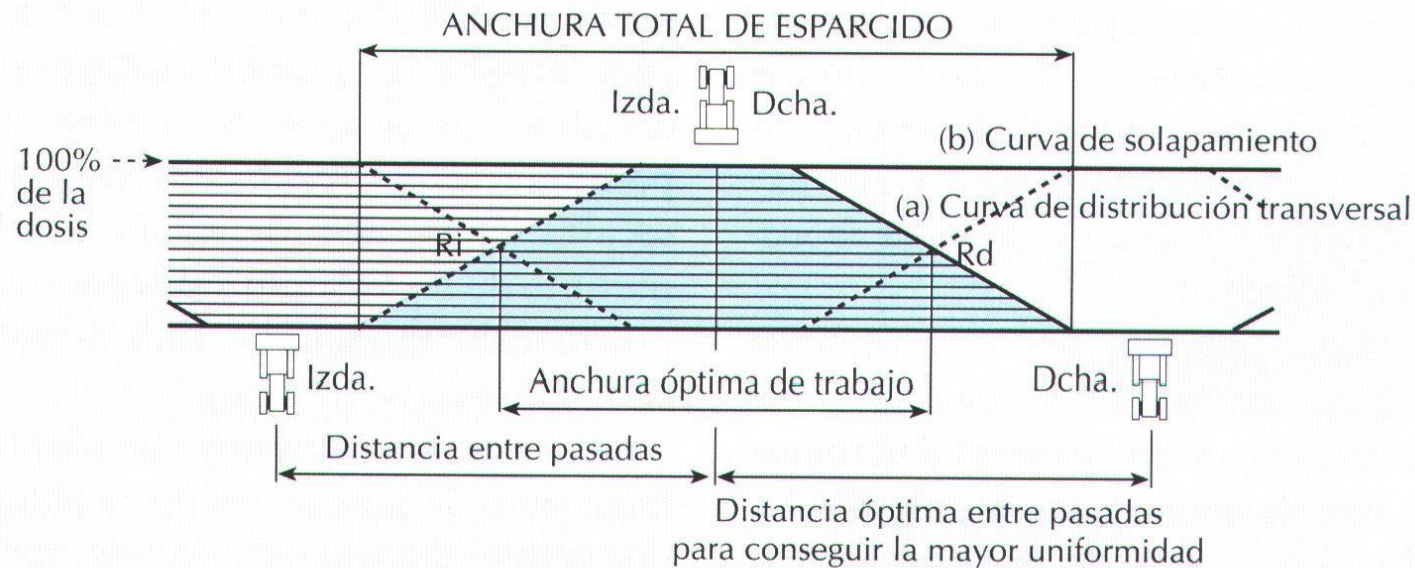 ANCHURA TOTAL DE ESPARCIDO
Izda. Dcha.
(b) Curva de solapamiento
100%
de la
dosis
(a) Curva de distribución transversal
Ri
Rd
Izda.
Anchura óptima de trabajo
Dcha.
Distancia entre pasadas
Distancia óptima entre pasadas
para conseguir la mayor uniformidad